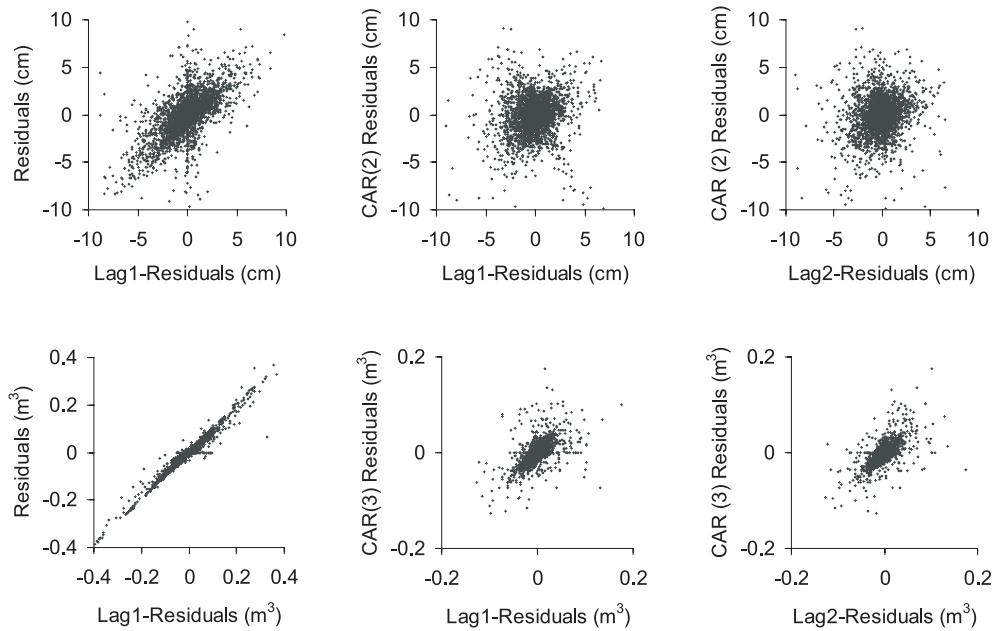 Residuals (cm)
10
5
0
-5
-10
-10 -5 0 5 10
Lag1-Residuals (cm)
CAR(2) Residuals (cm)
10
5
0
-5
-10
-10 -5 0 5 10
Lag1-Residuals (cm)
CAR (2) Residuals (cm)
10
5
0
-5
-10
-10 -5 0 5 10
Lag2-Residuals (cm)
Residuals (m³)
0.4
0.2
0
-0.2
-0.4
-0.4 -0.2 0 0.2 0.4
Lag1-Residuals (m³)
CAR(3) Residuals (m³)
0.2
0
-0.2
-0.2 0 0.2
Lag1-Residuals (m³)
CAR (3) Residuals (m³)
0.2
0
-0.2
-0.2 0 0.2
Lag2-Residuals (m³)